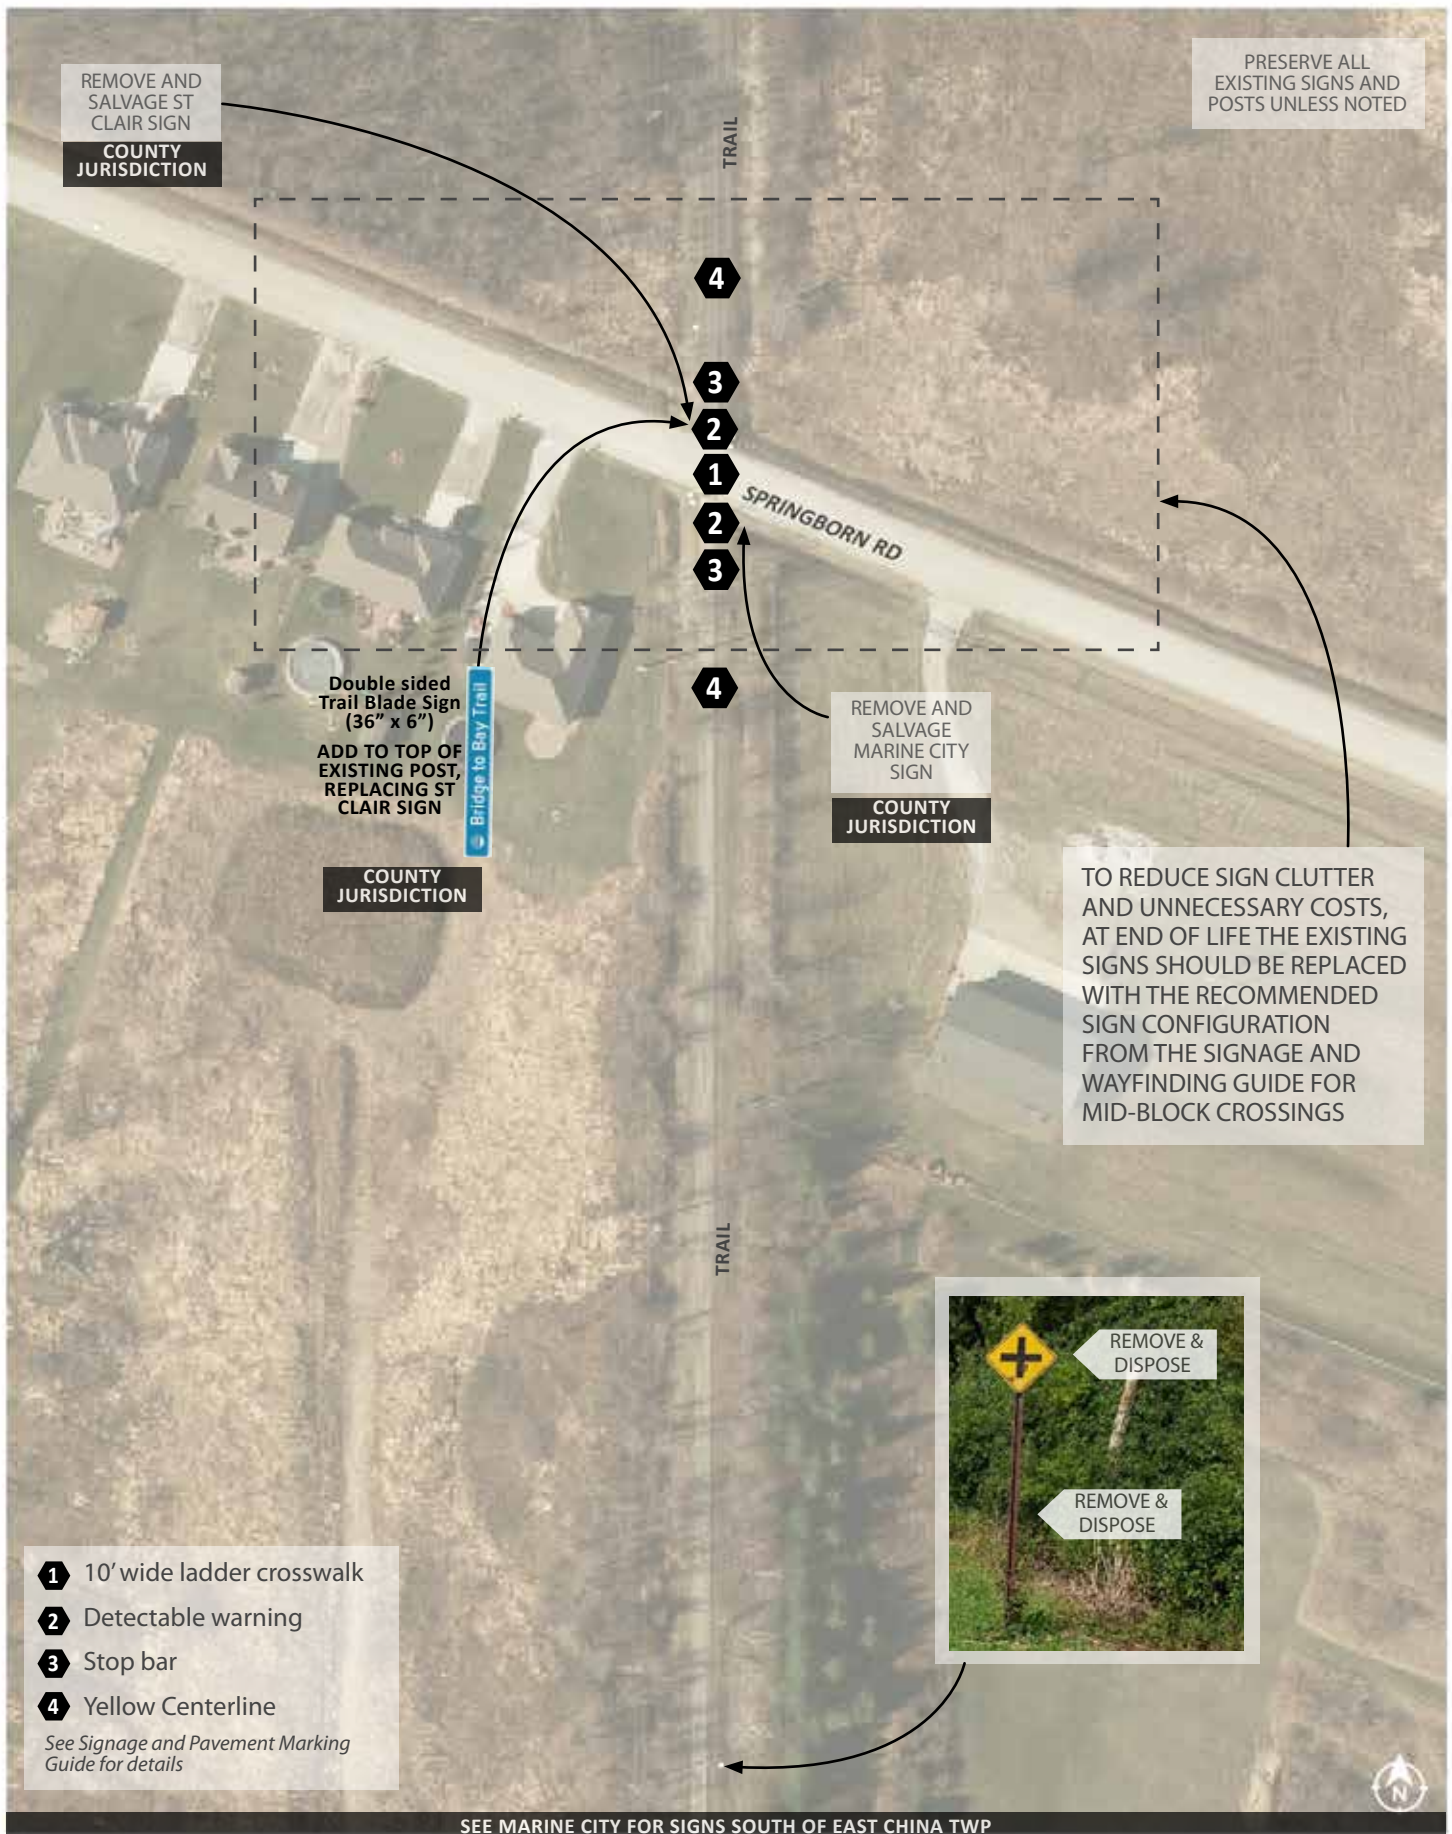 REMOVE AND
SALVAGE ST
CLAIR SIGN
COUNTY
JURISDICTION
PRESERVE ALL
EXISTING SIGNS AND
POSTS UNLESS NOTED
TRAIL
4
3
2
1
2
3
4
SPRINGBORN RD
Double sided
Trail Blade Sign
(36” x 6”)
ADD TO TOP OF
EXISTING POST,
REPLACING ST
CLAIR SIGN
Bridge to Bay Trail
COUNTY
JURISDICTION
REMOVE AND
SALVAGE
MARINE CITY
SIGN
COUNTY
JURISDICTION
TO REDUCE SIGN CLUTTER
AND UNNECESSARY COSTS,
AT END OF LIFE THE EXISTING
SIGNS SHOULD BE REPLACED
WITH THE RECOMMENDED
SIGN CONFIGURATION
FROM THE SIGNAGE AND
WAYFINDING GUIDE FOR
MID-BLOCK CROSSINGS
TRAIL
REMOVE &
DISPOSE
REMOVE &
DISPOSE
1 10’ wide ladder crosswalk
2 Detectable warning
3 Stop bar
4 Yellow Centerline
See Signage and Pavement Marking
Guide for details
N
SEE MARINE CITY FOR SIGNS SOUTH OF EAST CHINA TWP